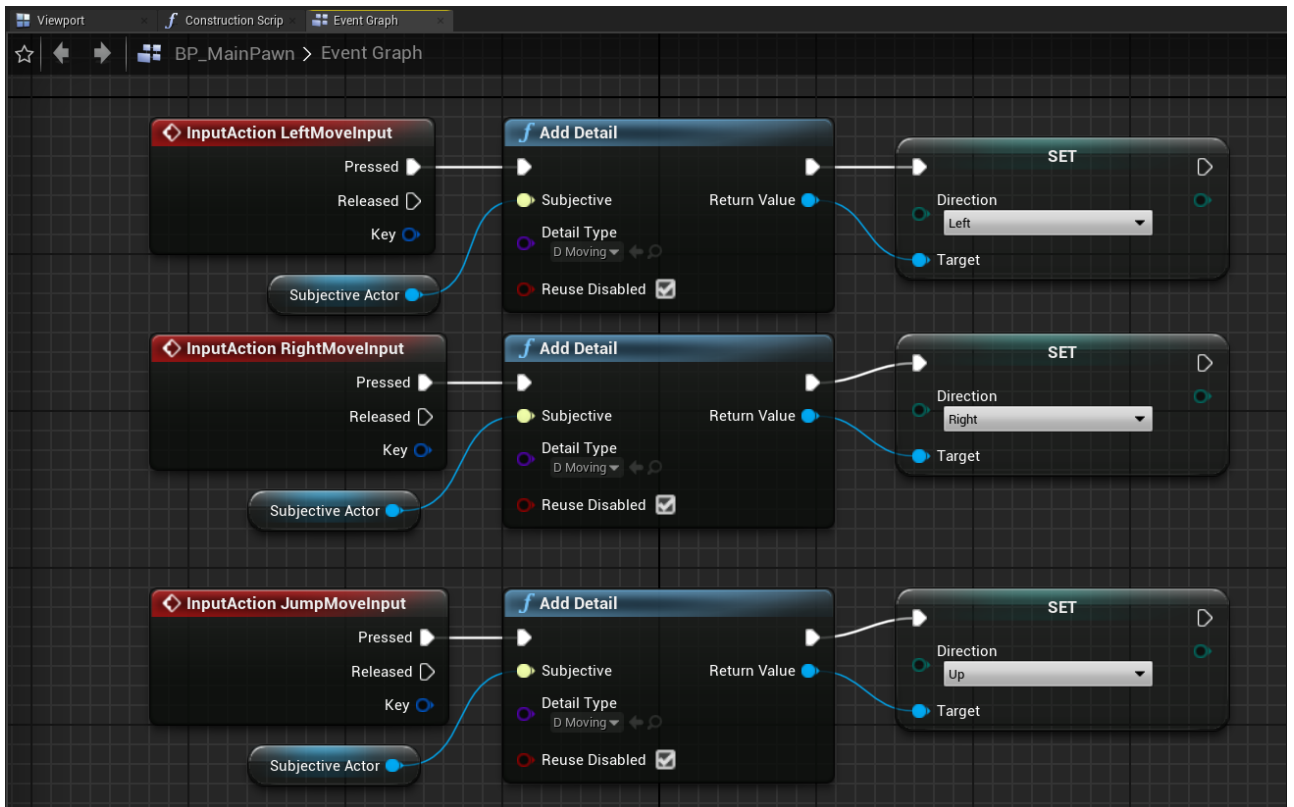 Viewport
Construction Scrip
Event Graph
BP_MainPawn > Event Graph
InputAction LeftMoveInput
Pressed
Released
Key
Subjective Actor
f Add Detail
Subjective
Return Value
Detail Type
D Moving
Reuse Disabled
SET
Direction
Left
Target
InputAction RightMoveInput
Pressed
Released
Key
Subjective Actor
f Add Detail
Subjective
Return Value
Detail Type
D Moving
Reuse Disabled
SET
Direction
Right
Target
InputAction JumpMoveInput
Pressed
Released
Key
Subjective Actor
f Add Detail
Subjective
Return Value
Detail Type
D Moving
Reuse Disabled
SET
Direction
Up
Target